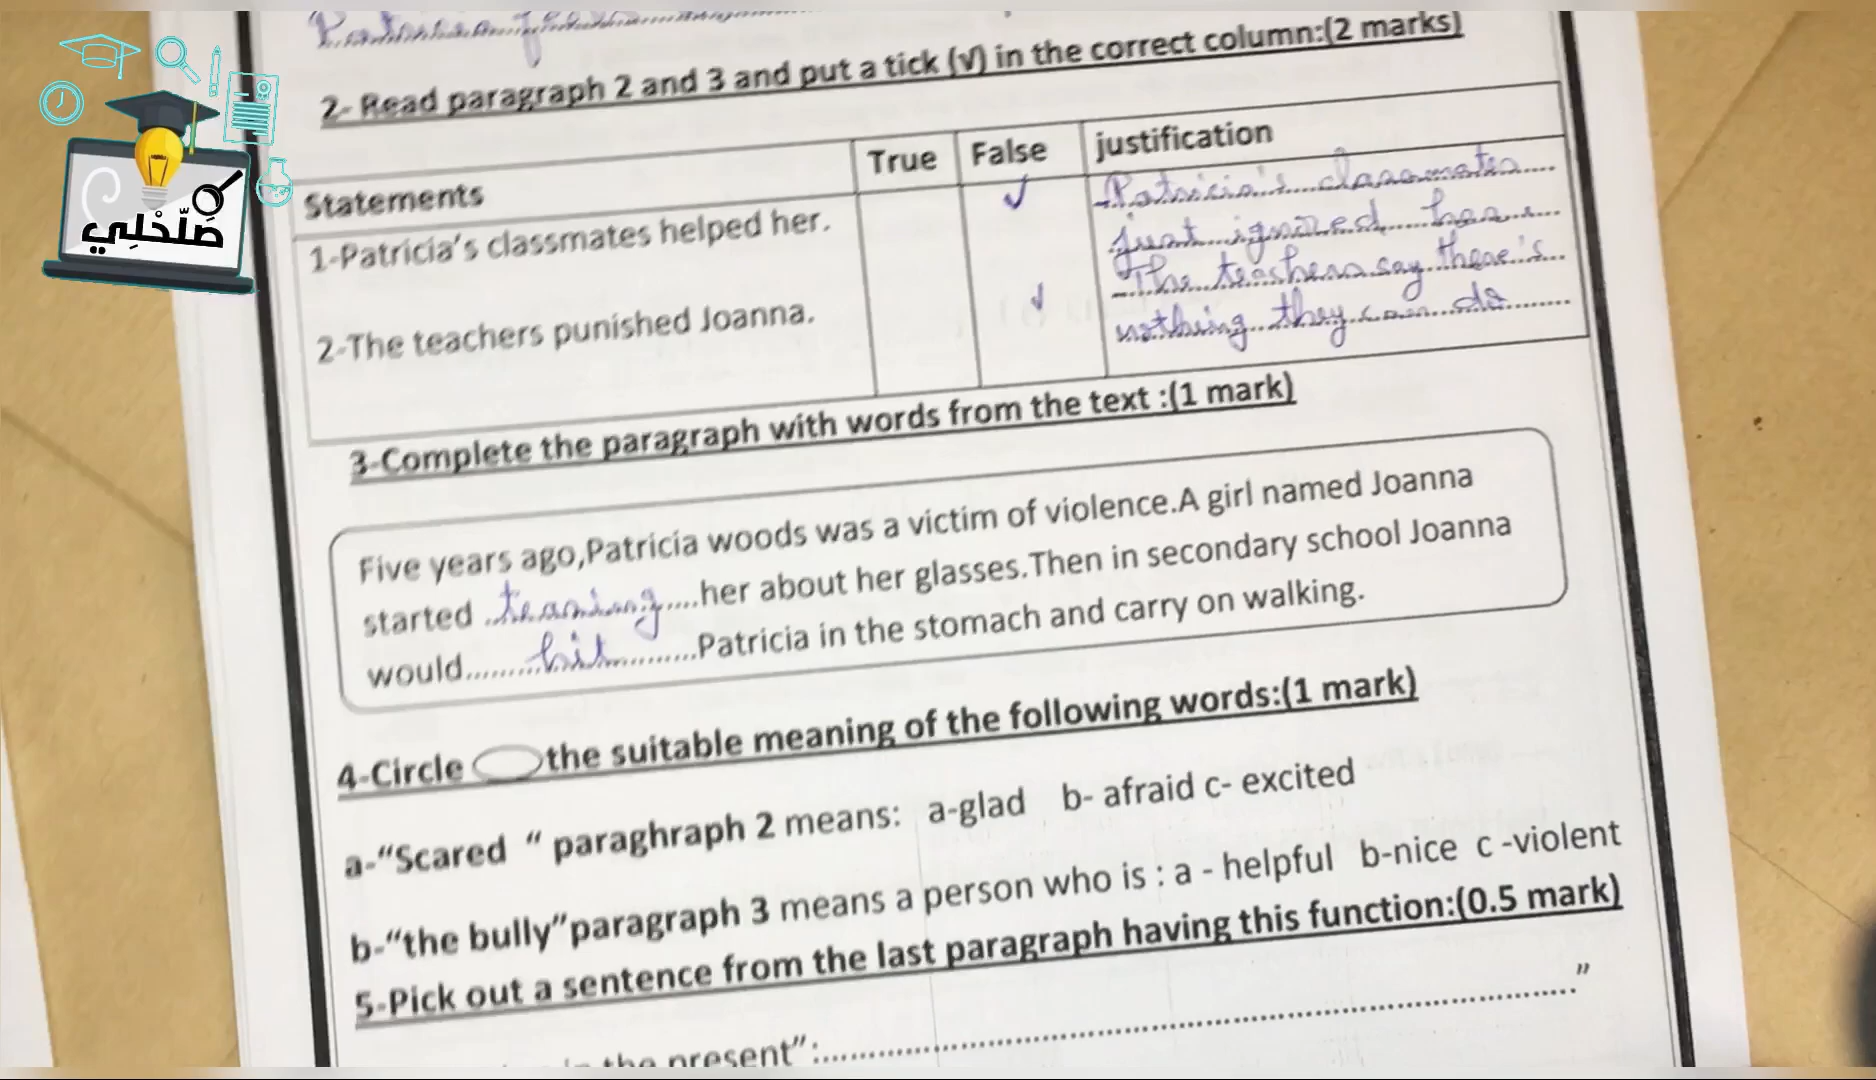 Patricia
2- Read paragraph 2 and 3 and put a tick (√) in the correct column:(2 marks)
صَلَّحْلِي
Statements True False justification
1-Patricia's classmates helped her. ✓ Patricia's classmates
just ignored her.
2-The teachers punished Joanna. ✓ The teachers say there's
nothing they can do
3-Complete the paragraph with words from the text :(1 mark)
Five years ago,Patricia woods was a victim of violence.A girl named Joanna
started ..teasing....her about her glasses.Then in secondary school Joanna
would.......hit..........Patricia in the stomach and carry on walking.
4-Circle the suitable meaning of the following words:(1 mark)
a-"Scared " paraghraph 2 means: a-glad b- afraid c- excited
b-"the bully"paragraph 3 means a person who is : a - helpful b-nice c -violent
5-Pick out a sentence from the last paragraph having this function:(0.5 mark)
in the present":.............................."